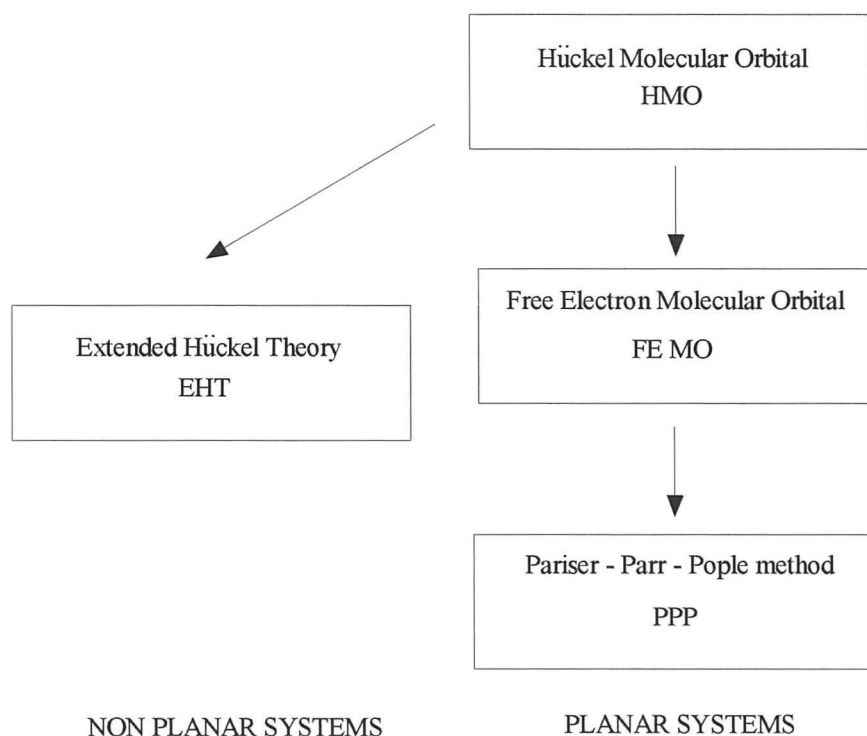 Hückel Molecular Orbital
HMO
Free Electron Molecular Orbital
FE MO
Extended Hückel Theory
EHT
Pariser - Parr - Pople method
PPP
NON PLANAR SYSTEMS
PLANAR SYSTEMS